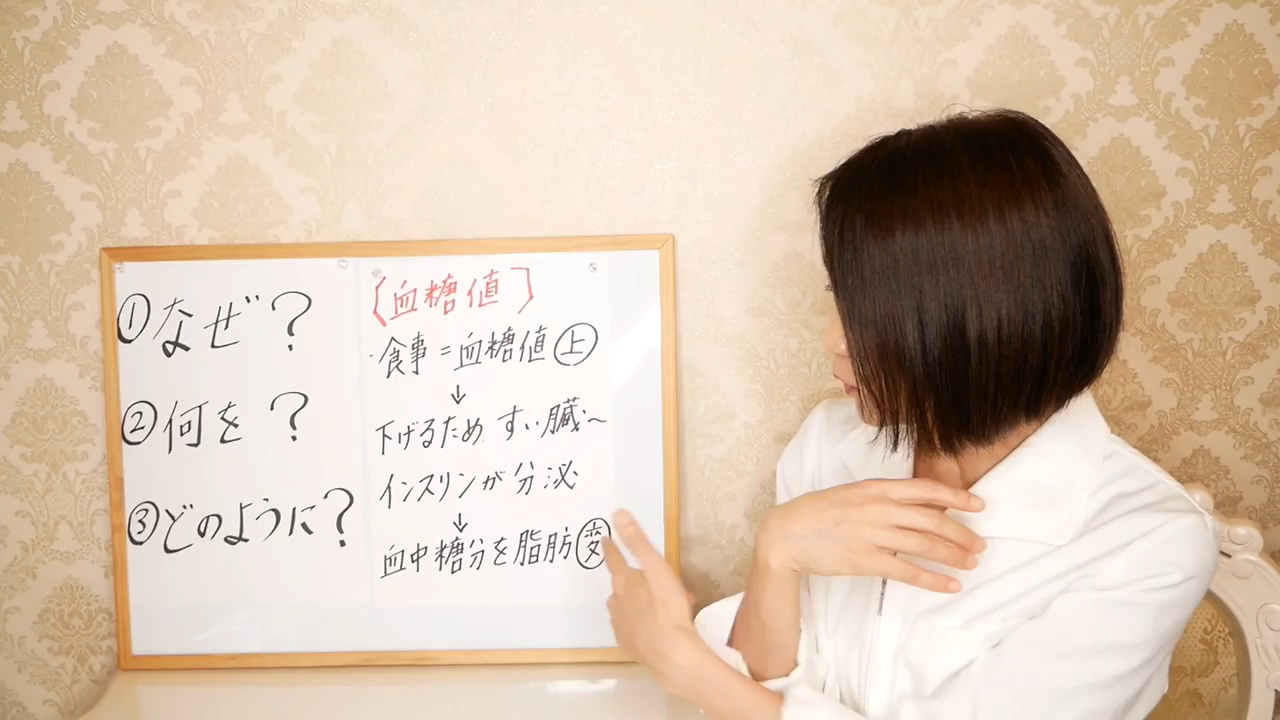 ①なぜ?
②何を?
③どのように?
[血糖値]
・食事=血糖値㊤
↓
下げるため すい臓〜
インスリンが分泌
↓
血中糖分を脂肪変